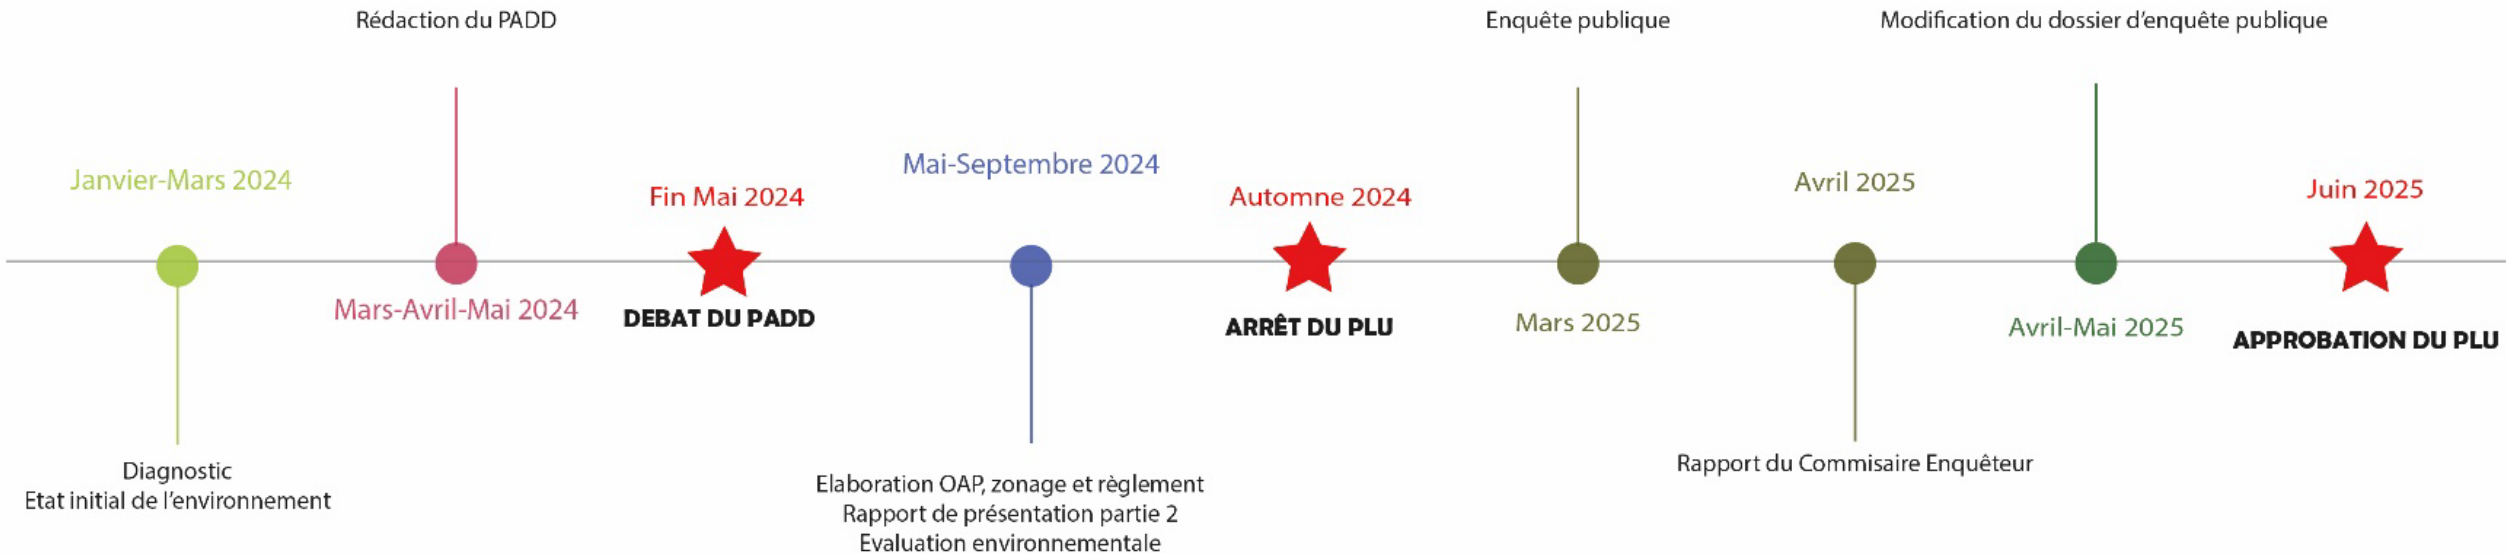 Rédaction du PADD
Enquête publique
Modification du dossier d'enquête publique
Janvier-Mars 2024
Fin Mai 2024
Mai-Septembre 2024
Automne 2024
Avril 2025
Juin 2025
Mars-Avril-Mai 2024
DEBAT DU PADD
ARRÊT DU PLU
Mars 2025
Avril-Mai 2025
APPROBATION DU PLU
Diagnostic
Etat initial de l'environnement
Elaboration OAP, zonage et règlement
Rapport de présentation partie 2
Evaluation environnementale
Rapport du Commisaire Enquêteur